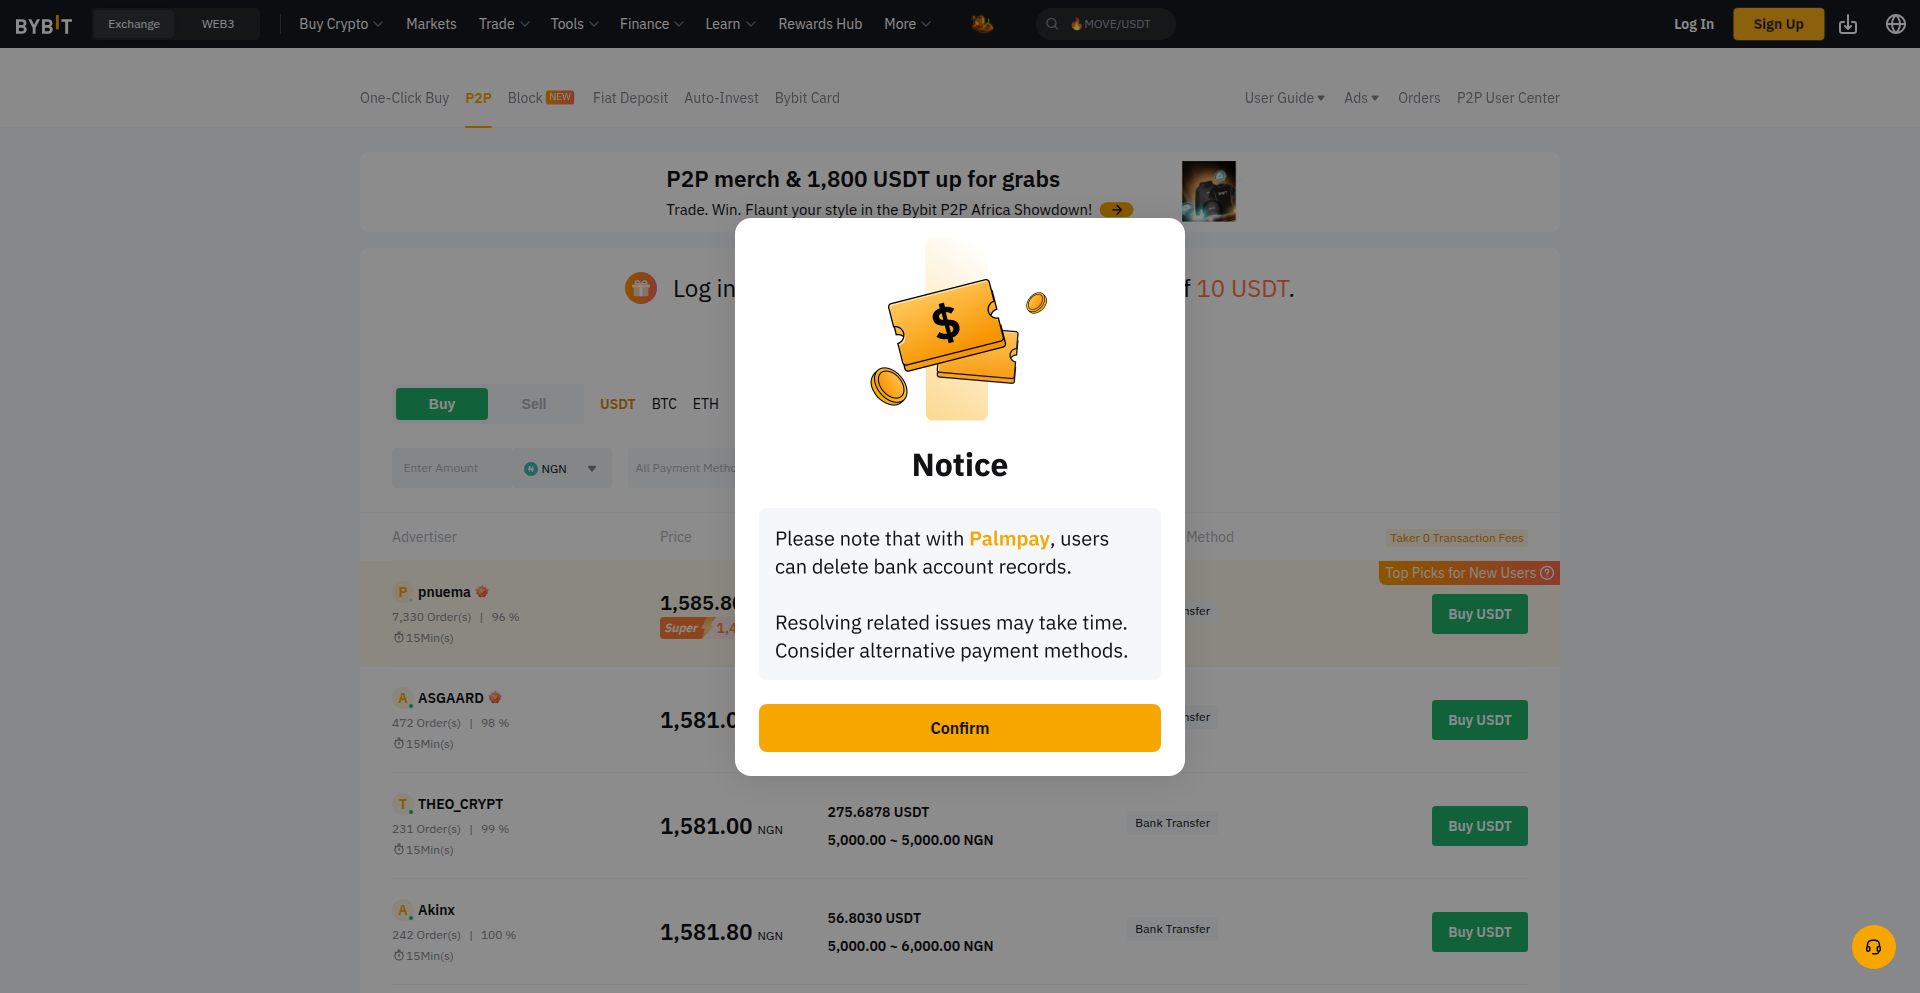 BYBIT
Exchange
WEB3
Buy Crypto
Markets
Trade
Tools
Finance
Learn
Rewards Hub
More
🔥MOVE/USDT
Log In
Sign Up
One-Click Buy
P2P
Block NEW
Fiat Deposit
Auto-Invest
Bybit Card
User Guide
Ads
Orders
P2P User Center
P2P merch & 1,800 USDT up for grabs
Trade. Win. Flaunt your style in the Bybit P2P Africa Showdown!
Log in
10 USDT.
Buy
Sell
USDT
BTC
ETH
Enter Amount
NGN
All Payment
Advertiser
Price
Method
Taker 0 Transaction Fees
Top Picks for New Users
P pnuema
7,330 Order(s) | 96 %
15Min(s)
1,585.8
Super 1,4
Buy USDT
A ASGAARD
472 Order(s) | 98 %
15Min(s)
1,581.0
Buy USDT
T THEO_CRYPT
231 Order(s) | 99 %
15Min(s)
1,581.00 NGN
275.6878 USDT
5,000.00 ~ 5,000.00 NGN
Bank Transfer
Buy USDT
A Akinx
242 Order(s) | 100 %
15Min(s)
1,581.80 NGN
56.8030 USDT
5,000.00 ~ 6,000.00 NGN
Bank Transfer
Buy USDT
$
Notice
Please note that with Palmpay, users
can delete bank account records.
Resolving related issues may take time.
Consider alternative payment methods.
Confirm